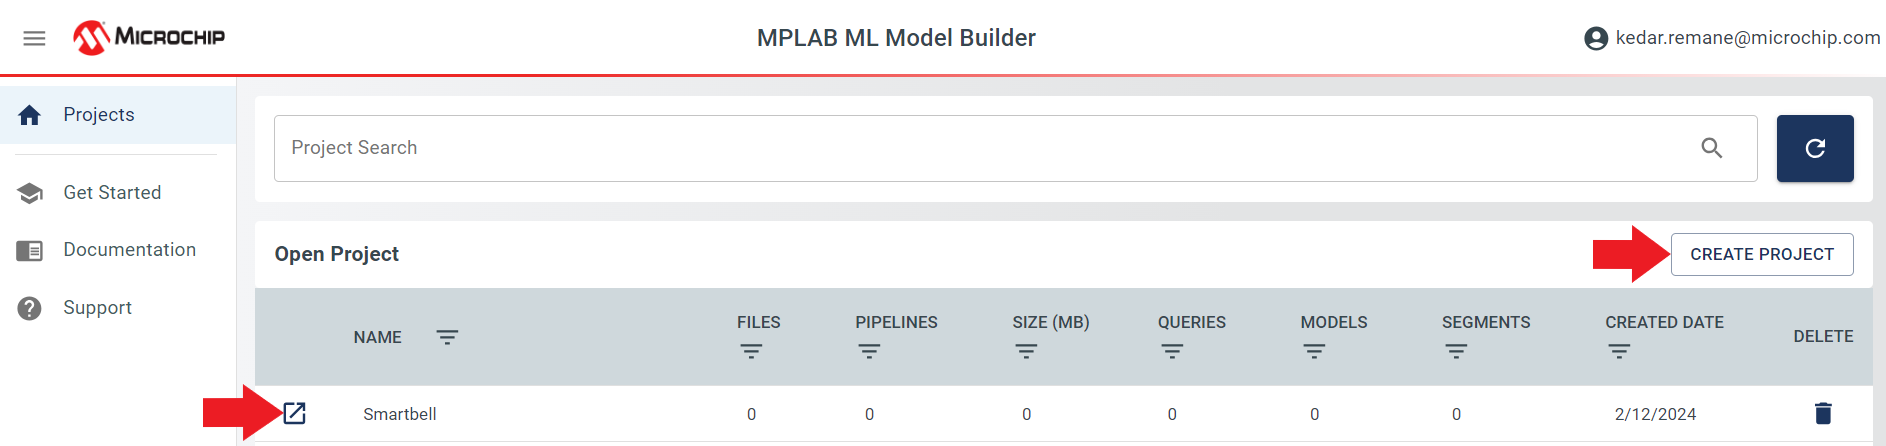 MICROCHIP
MPLAB ML Model Builder
kedar.remane@microchip.com
Projects
Get Started
Documentation
Support
Project Search
Open Project
CREATE PROJECT
NAME FILES PIPELINES SIZE (MB) QUERIES MODELS SEGMENTS CREATED DATE DELETE
Smartbell 0 0 0 0 0 0 2/12/2024